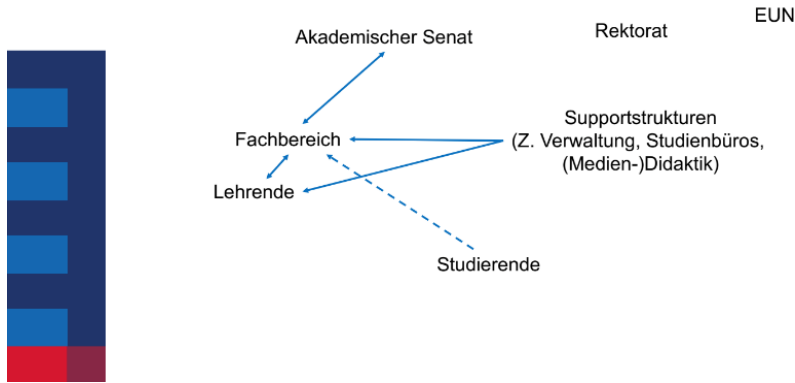 EUN
Akademischer Senat
Rektorat
Supportstrukturen
(Z. Verwaltung, Studienbüros,
(Medien-)Didaktik)
Fachbereich
Lehrende
Studierende